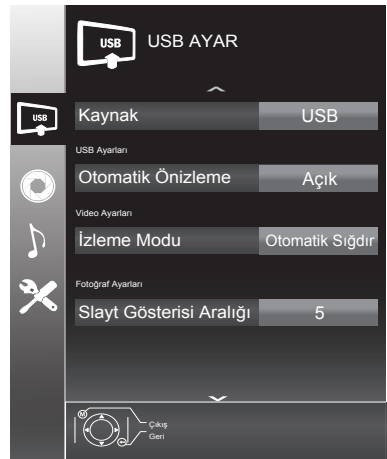 USB
USB AYAR
USB
Kaynak
USB
USB Ayarları
Otomatik Önizleme
Açık
Video Ayarları
İzleme Modu
Otomatik Sığdır
Fotoğraf Ayarları
Slayt Gösterisi Aralığı
5
M
Çıkış
Geri